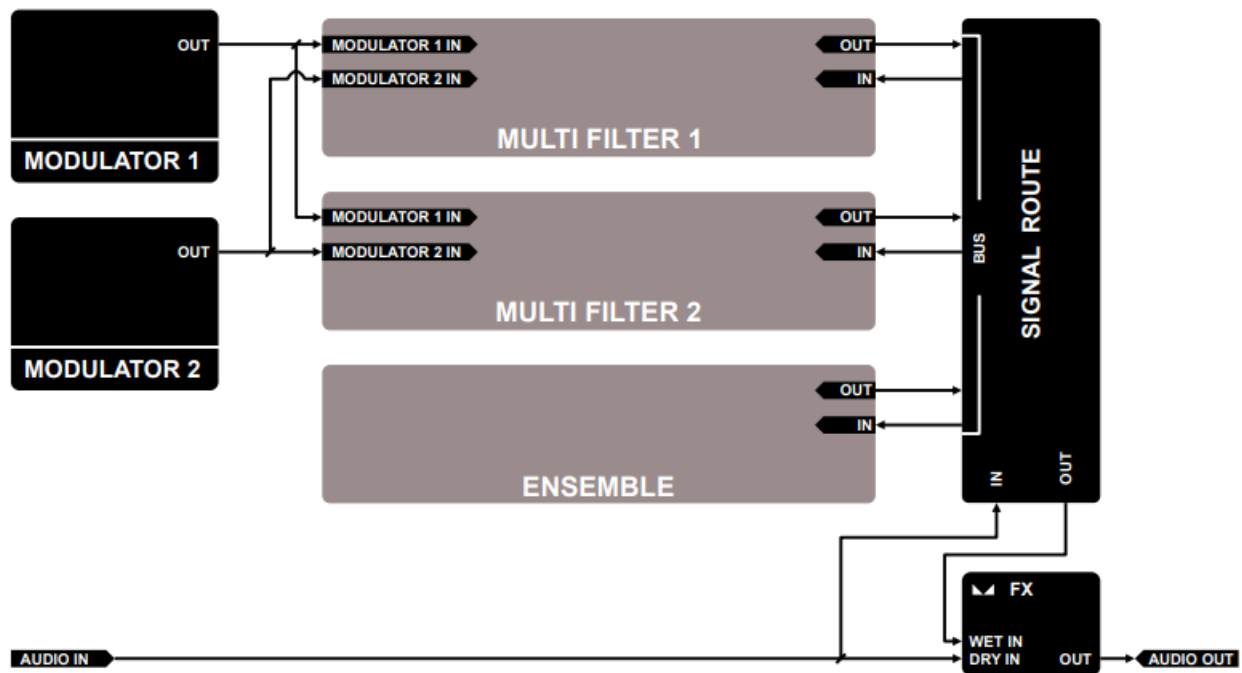 OUT
MODULATOR 1
OUT
MODULATOR 2
MODULATOR 1 IN
MODULATOR 2 IN
OUT
IN
MULTI FILTER 1
MODULATOR 1 IN
MODULATOR 2 IN
OUT
IN
MULTI FILTER 2
OUT
IN
ENSEMBLE
BUS
SIGNAL ROUTE
IN
OUT
FX
WET IN
DRY IN
OUT
AUDIO IN
AUDIO OUT